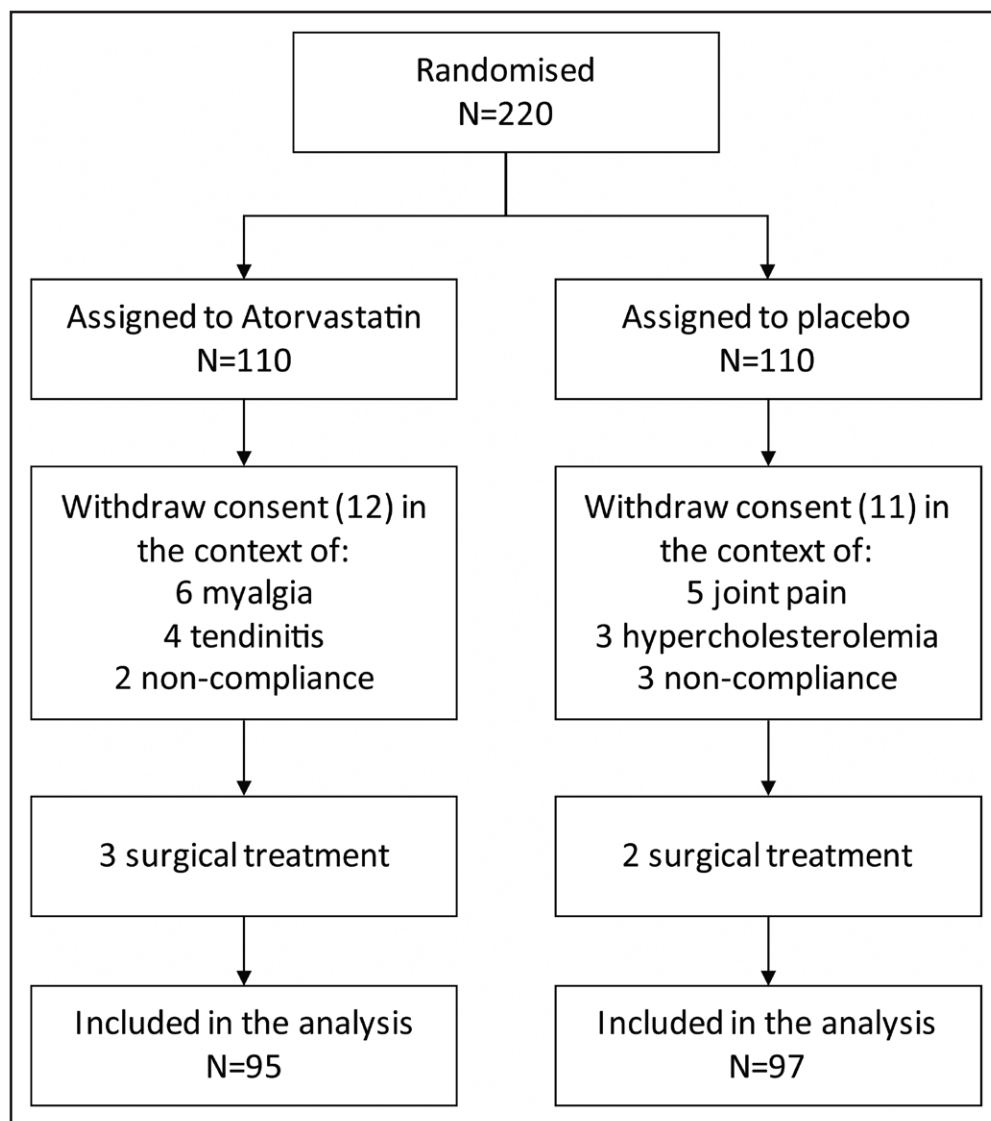 Randomised
N=220
Assigned to Atorvastatin
N=110
Assigned to placebo
N=110
Withdraw consent (12) in
the context of:
6 myalgia
4 tendinitis
2 non-compliance
Withdraw consent (11) in
the context of:
5 joint pain
3 hypercholesterolemia
3 non-compliance
3 surgical treatment
2 surgical treatment
Included in the analysis
N=95
Included in the analysis
N=97